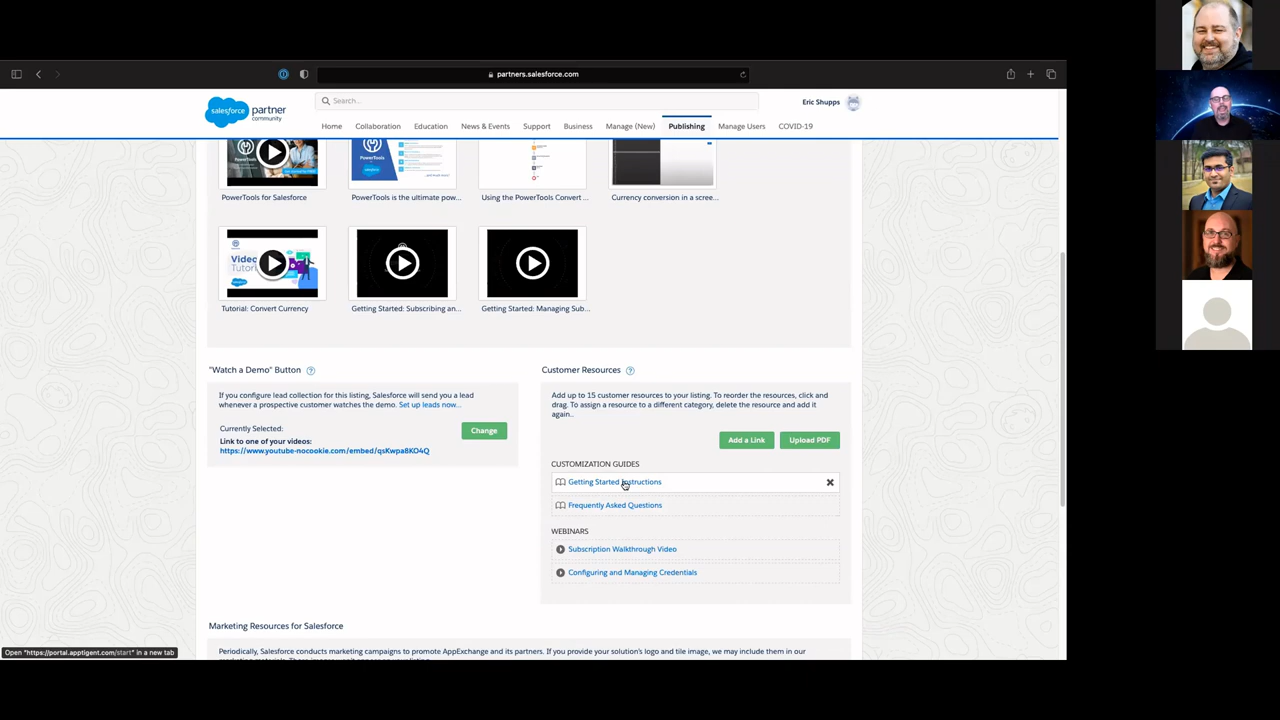 partners.salesforce.com
salesforce
partner
community
Search...
Eric Shupps
Home
Collaboration
Education
News & Events
Support
Business
Manage (New)
Publishing
Manage Users
COVID-19
PowerTools
PowerTools for Salesforce
PowerTools is the ultimate pow...
Using the PowerTools Convert ...
Currency conversion in a scree...
Video
Tutori
Tutorial: Convert Currency
Getting Started: Subscribing an...
Getting Started: Managing Sub...
"Watch a Demo" Button
If you configure lead collection for this listing, Salesforce will send you a lead
whenever a prospective customer watches the demo. Set up leads now...
Currently Selected:
Link to one of your videos:
https://www.youtube-nocookie.com/embed/qsKwpa8KO4Q
Change
Customer Resources
Add up to 15 customer resources to your listing. To reorder the resources, click and
drag. To assign a resource to a different category, delete the resource and add it
again..
Add a Link
Upload PDF
CUSTOMIZATION GUIDES
Getting Started Instructions
Frequently Asked Questions
WEBINARS
Subscription Walkthrough Video
Configuring and Managing Credentials
Marketing Resources for Salesforce
Periodically, Salesforce conducts marketing campaigns to promote AppExchange and its partners. If you provide your solution's logo and tile image, we may include them in our
Open "https://portal.apptigent.com/start" in a new tab